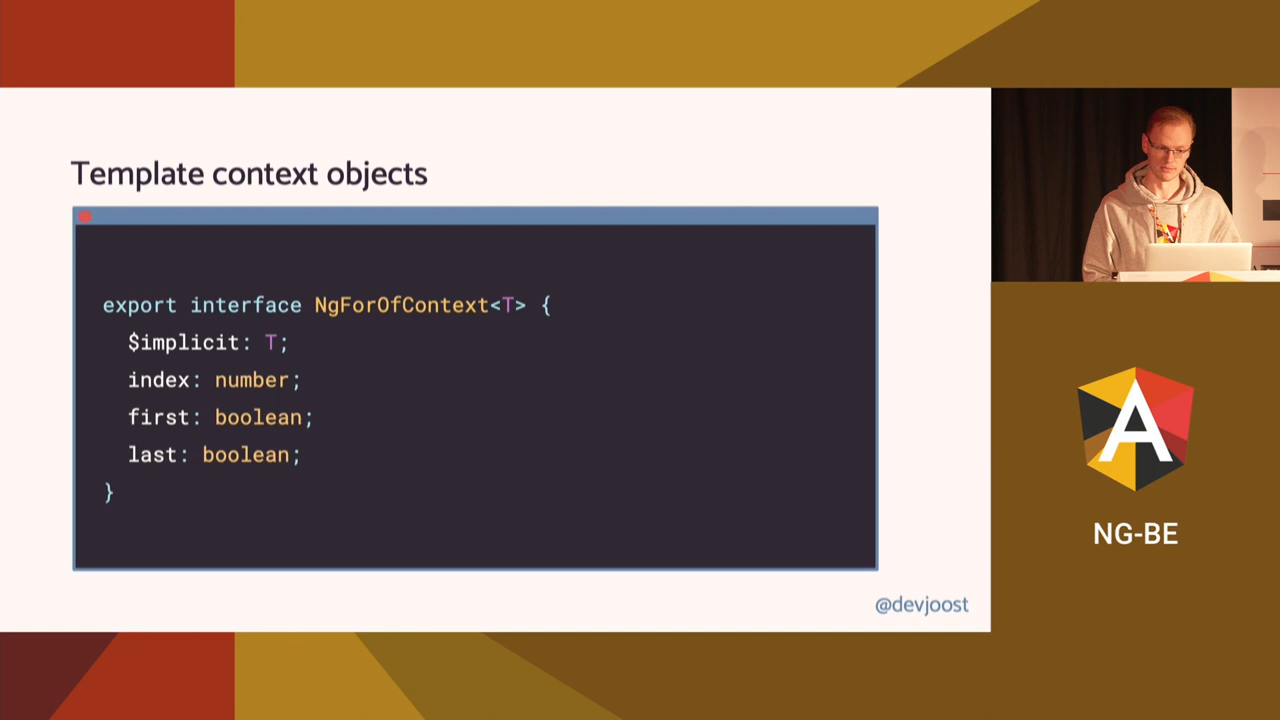 Template context objects
export interface NgForOfContext<T> {
$implicit: T;
index: number;
first: boolean;
last: boolean;
}
@devjoost
A
NG-BE